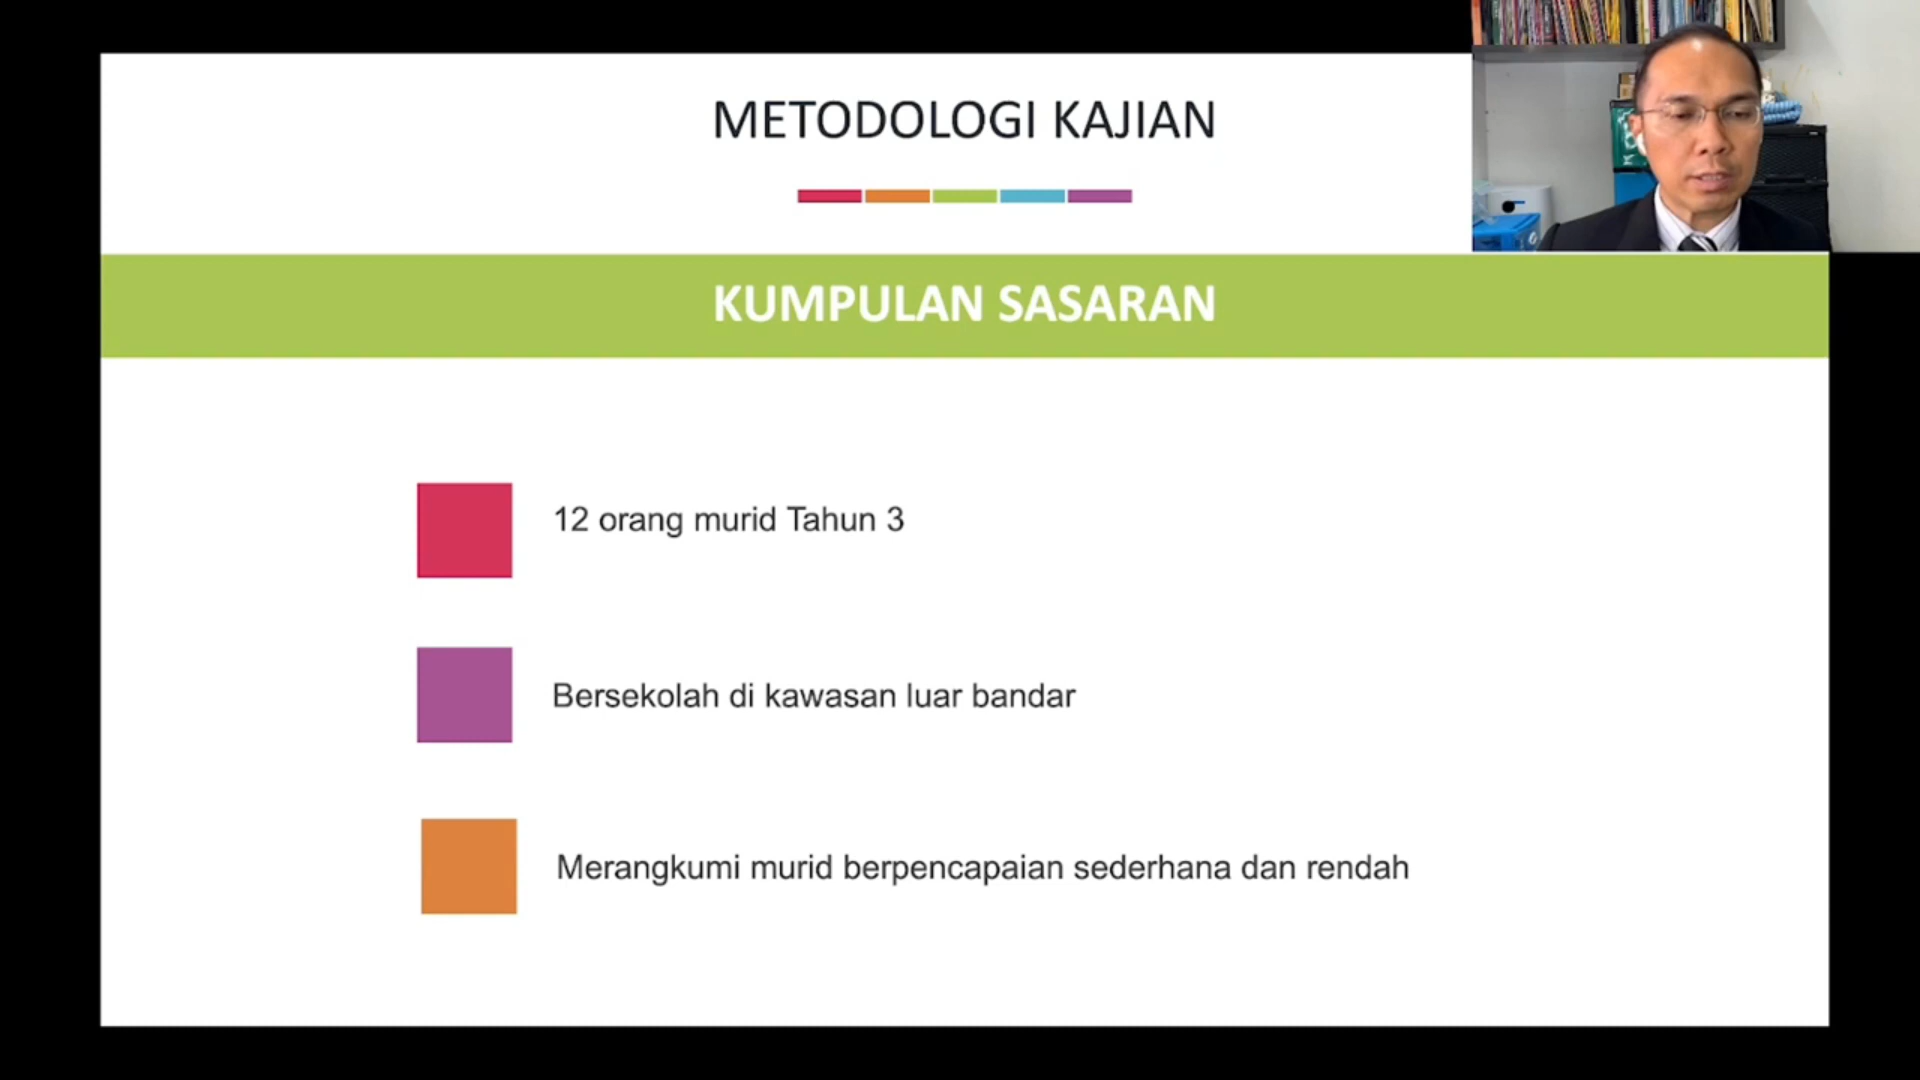 METODOLOGI KAJIAN
KUMPULAN SASARAN
12 orang murid Tahun 3
Bersekolah di kawasan luar bandar
Merangkumi murid berpencapaian sederhana dan rendah